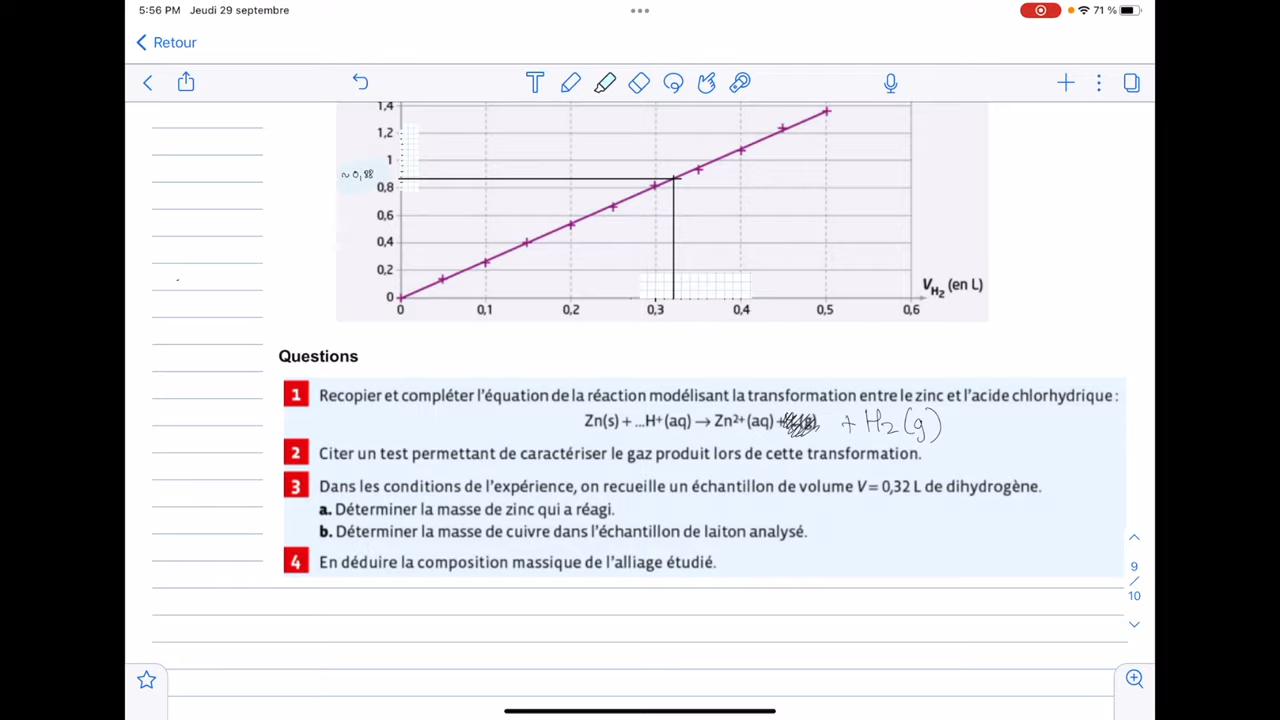 5:56 PM Jeudi 29 septembre
71 %
Retour
T
1,4
1,2
1
~0,88
0,8
0,6
0,4
0,2
0
V H₂ (en L)
0 0,1 0,2 0,3 0,4 0,5 0,6
Questions
1 Recopier et compléter l'équation de la réaction modélisant la transformation entre le zinc et l'acide chlorhydrique :
Zn(s) + ...H⁺(aq) → Zn²⁺(aq) + + H₂(g)
2 Citer un test permettant de caractériser le gaz produit lors de cette transformation.
3 Dans les conditions de l'expérience, on recueille un échantillon de volume V = 0,32 L de dihydrogène.
a. Déterminer la masse de zinc qui a réagi.
b. Déterminer la masse de cuivre dans l'échantillon de laiton analysé.
4 En déduire la composition massique de l'alliage étudié.
9
/
10